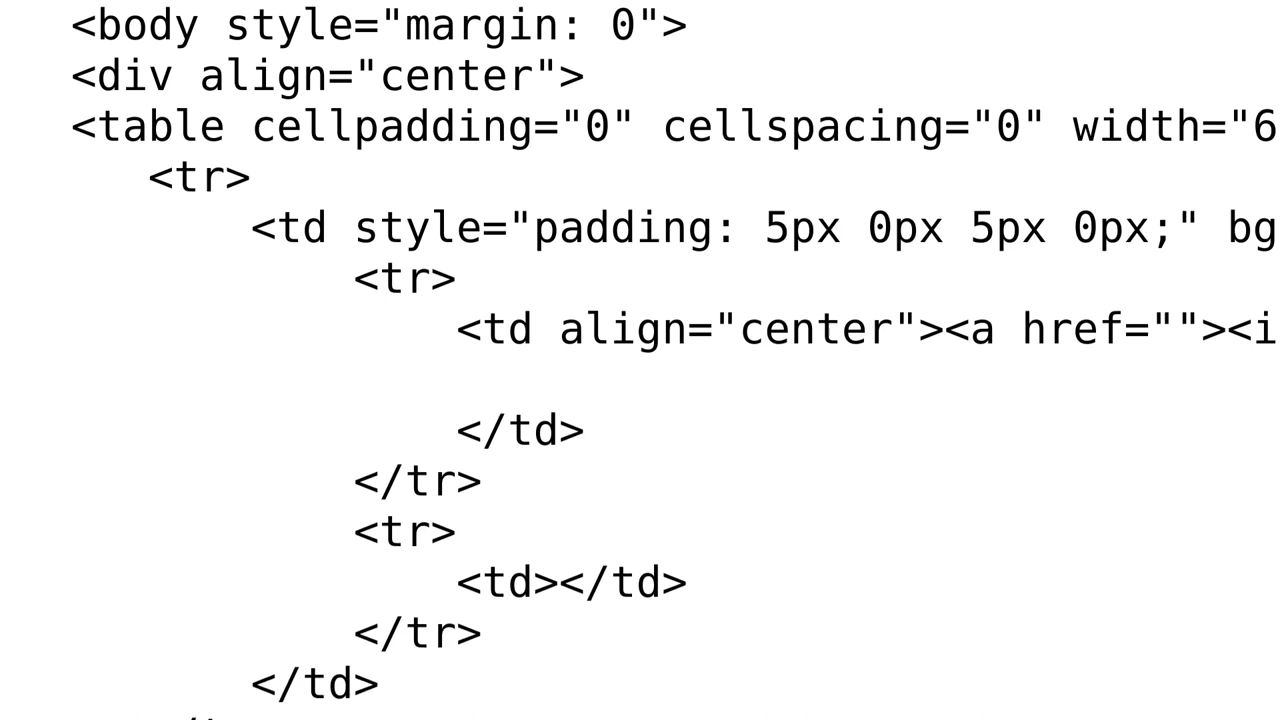 <body style="margin: 0">
<div align="center">
<table cellpadding="0" cellspacing="0" width="6
<tr>
<td style="padding: 5px 0px 5px 0px;" bg
<tr>
<td align="center"><a href=""><i
</td>
</tr>
<tr>
<td></td>
</tr>
</td>